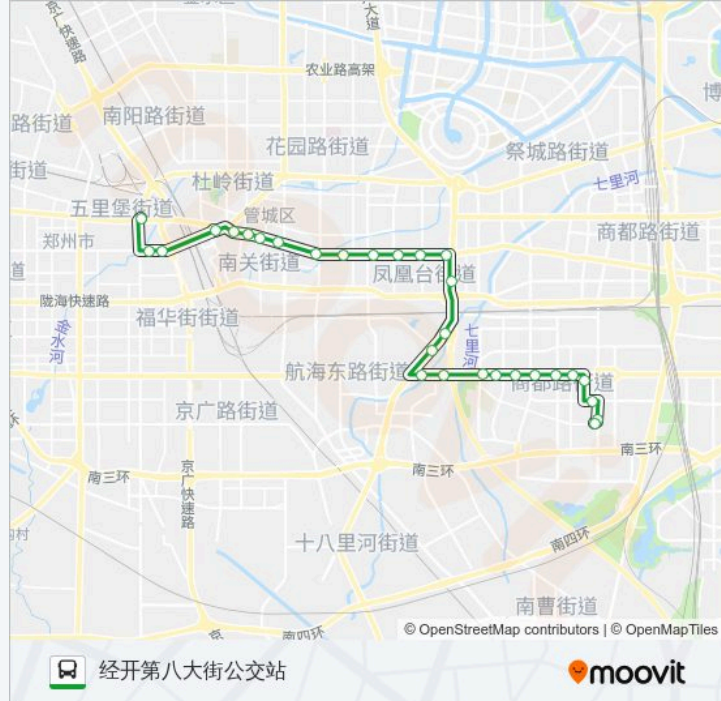 大道
京广快速路
农业路高架
博
南阳路街道
路街道
花园路街道
祭城路街道
街道
杜岭街道
七里河
五里堡街道
管城区
商都路街道
郑州市
南关街道
凤凰台街道
道
陇海快速路
福华街街道
金水河
七里河
航海东路街道
商都路街道
京广路街道
南三环
南三环
南三环
京广快速路
十八里河街道
南四环
南曹街道
京
南四环
© OpenStreetMap contributors | © OpenMapTiles
经开第八大街公交站
moovit